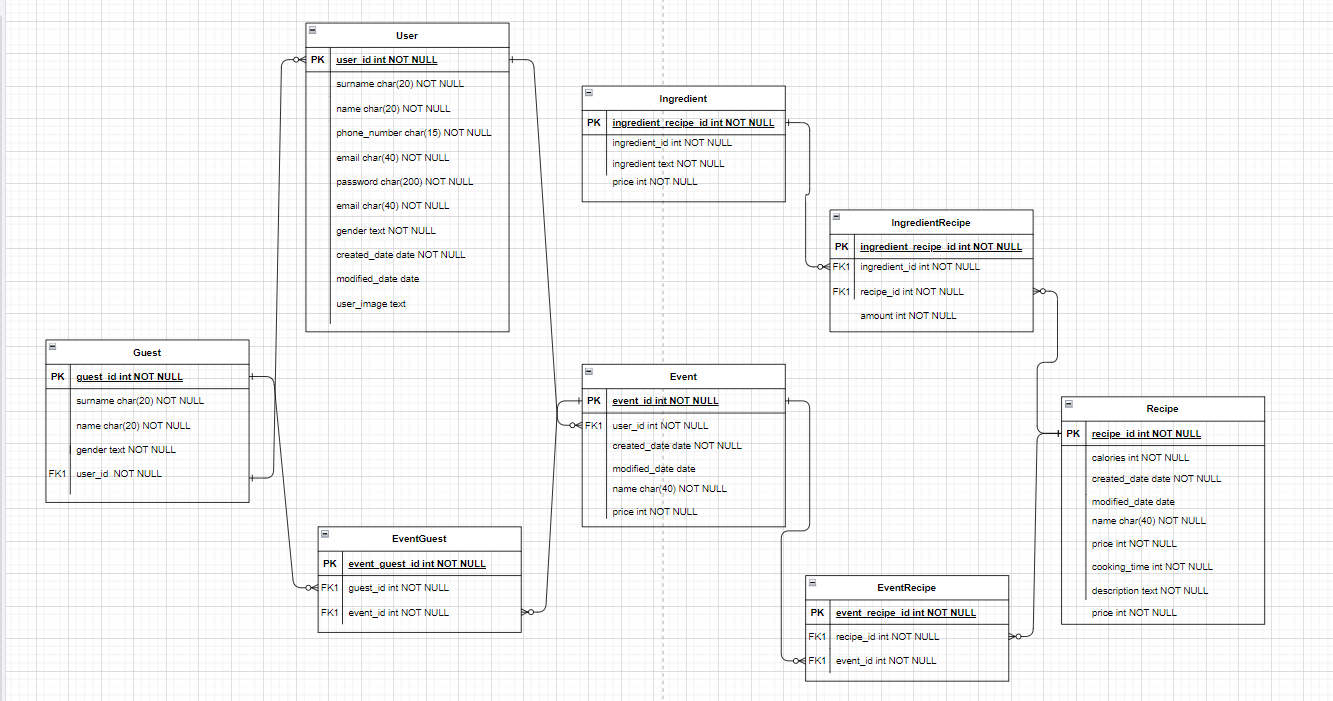 User
PK user_id int NOT NULL
surname char(20) NOT NULL
name char(20) NOT NULL
phone_number char(15) NOT NULL
email char(40) NOT NULL
password char(200) NOT NULL
email char(40) NOT NULL
gender text NOT NULL
created_date date NOT NULL
modified_date date
user_image text
Ingredient
PK ingredient_recipe_id int NOT NULL
ingredient_id int NOT NULL
ingredient text NOT NULL
price int NOT NULL
IngredientRecipe
PK ingredient_recipe_id int NOT NULL
FK1 ingredient_id int NOT NULL
FK1 recipe_id int NOT NULL
amount int NOT NULL
Guest
PK guest_id int NOT NULL
surname char(20) NOT NULL
name char(20) NOT NULL
gender text NOT NULL
FK1 user_id NOT NULL
Event
PK event_id int NOT NULL
FK1 user_id int NOT NULL
created_date date NOT NULL
modified_date date
name char(40) NOT NULL
price int NOT NULL
Recipe
PK recipe_id int NOT NULL
calories int NOT NULL
created_date date NOT NULL
modified_date date
name char(40) NOT NULL
price int NOT NULL
cooking_time int NOT NULL
description text NOT NULL
price int NOT NULL
EventGuest
PK event_guest_id int NOT NULL
FK1 guest_id int NOT NULL
FK1 event_id int NOT NULL
EventRecipe
PK event_recipe_id int NOT NULL
FK1 recipe_id int NOT NULL
FK1 event_id int NOT NULL